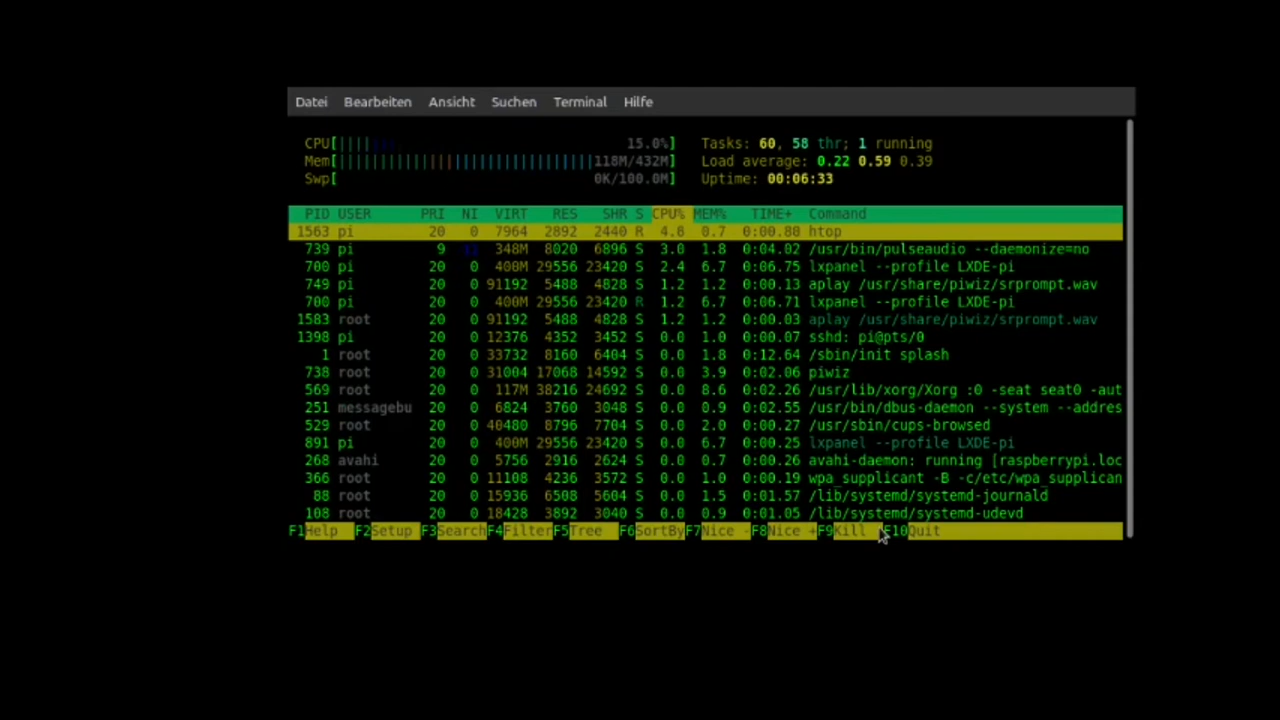 Datei Bearbeiten Ansicht Suchen Terminal Hilfe
CPU[|||| 15.0%] Tasks: 60, 58 thr; 1 running
Mem[||||||||||||||||||||||||||||||||118M/432M] Load average: 0.22 0.59 0.39
Swp[ 0K/100.0M] Uptime: 00:06:33
PID USER PRI NI VIRT RES SHR S CPU% MEM% TIME+ Command
1563 pi 20 0 7964 2892 2440 R 4.6 0.7 0:00.80 htop
739 pi 9 348M 8020 6896 S 3.0 1.8 0:04.02 /usr/bin/pulseaudio --daemonize=no
700 pi 20 0 400M 29556 23420 S 2.4 6.7 0:06.75 lxpanel --profile LXDE-pi
749 pi 20 0 91192 5488 4828 S 1.2 1.2 0:00.13 aplay /usr/share/piwiz/srprompt.wav
700 pi 20 0 400M 29556 23420 R 1.2 6.7 0:06.71 lxpanel --profile LXDE-pi
1583 root 20 0 91192 5488 4828 S 1.2 1.2 0:00.03 aplay /usr/share/piwiz/srprompt.wav
1398 pi 20 0 12376 4352 3452 S 0.0 1.0 0:00.07 sshd: pi@pts/0
1 root 20 0 33732 8160 6404 S 0.0 1.8 0:12.64 /sbin/init splash
738 root 20 0 31004 17068 14592 S 0.0 3.9 0:02.06 piwiz
569 root 20 0 117M 38216 24692 S 0.0 8.6 0:02.26 /usr/lib/xorg/Xorg :0 -seat seat0 -aut
251 messagebu 20 0 6824 3760 3048 S 0.0 0.9 0:02.55 /usr/bin/dbus-daemon --system --addres
529 root 20 0 40480 8796 7704 S 0.0 2.0 0:00.27 /usr/sbin/cups-browsed
891 pi 20 0 400M 29556 23420 S 0.0 6.7 0:00.25 lxpanel --profile LXDE-pi
268 avahi 20 0 5756 2916 2624 S 0.0 0.7 0:00.26 avahi-daemon: running [raspberrypi.loc
366 root 20 0 11108 4236 3572 S 0.0 1.0 0:00.19 wpa_supplicant -B -c/etc/wpa_supplican
88 root 20 0 15936 6508 5604 S 0.0 1.5 0:01.57 /lib/systemd/systemd-journald
108 root 20 0 18428 3892 3040 S 0.0 0.9 0:01.05 /lib/systemd/systemd-udevd
F1Help F2Setup F3Search F4Filter F5Tree F6SortBy F7Nice - F8Nice + F9Kill F10Quit